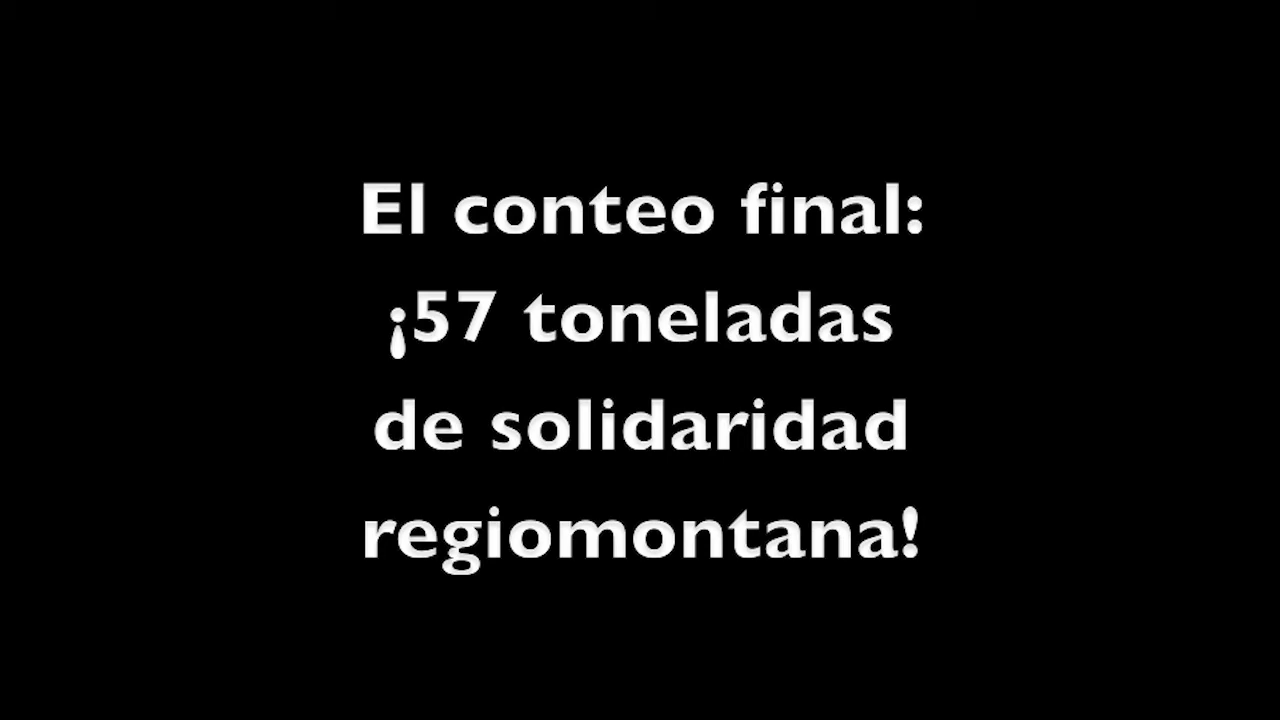 El conteo final:
¡57 toneladas
de solidaridad
regiomontana!